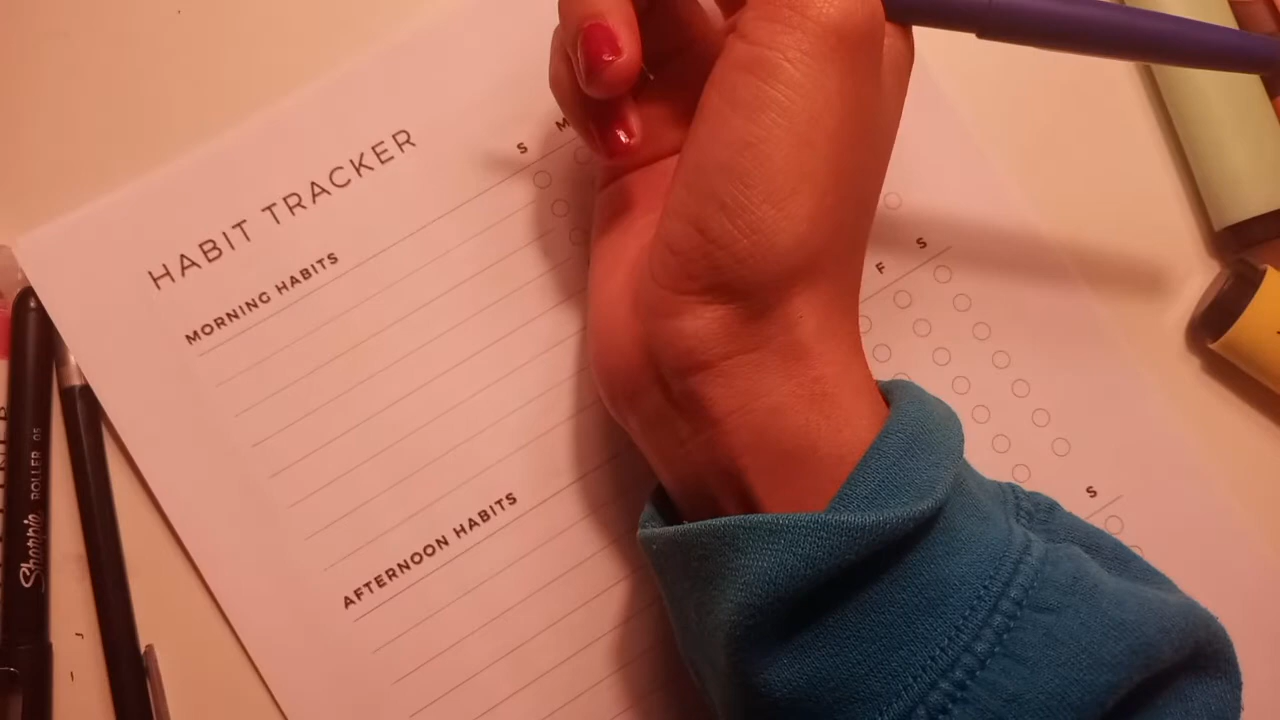 HABIT TRACKER
S M
MORNING HABITS
F S
AFTERNOON HABITS
S
Sharpie ROLLER 05